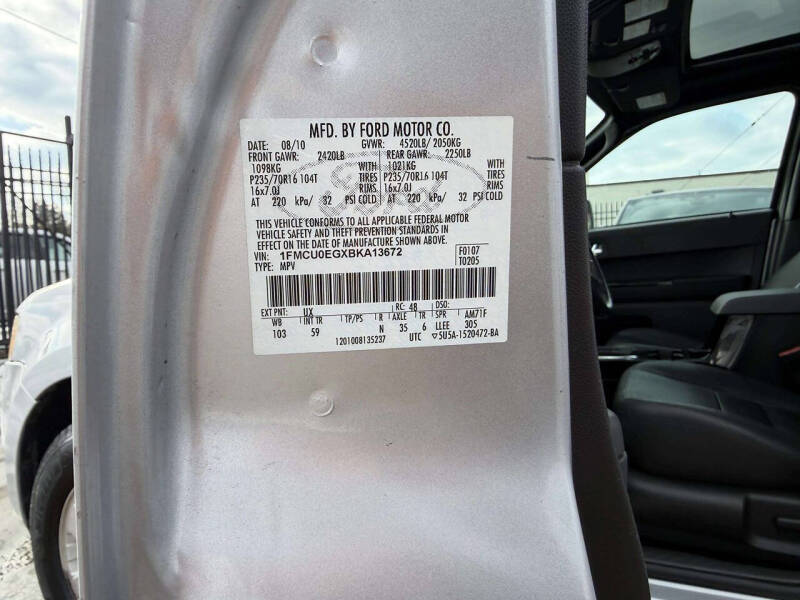 MFD. BY FORD MOTOR CO.
DATE: 08/10 GVWR: 4520LB/ 2050KG
FRONT GAWR: 2420LB REAR GAWR: 2250LB
1098KG WITH 1021KG WITH
P235/70R16 104T TIRES P235/70R16 104T TIRES
16x7.0J RIMS 16x7.0J RIMS
AT 220 kPa/ 32 PSI COLD AT 220 kPa/ 32 PSI COLD
THIS VEHICLE CONFORMS TO ALL APPLICABLE FEDERAL MOTOR
VEHICLE SAFETY AND THEFT PREVENTION STANDARDS IN
EFFECT ON THE DATE OF MANUFACTURE SHOWN ABOVE.
VIN: 1FMCU0EGXBKA13672 F0107
TYPE: MPV T0205
EXT PNT: UX RC: 48 DSO:
WB INT TR TP/PS R AXLE TR SPR AM71F
103 59 N 35 6 LLEE 305
1201008135237 UTC ▽5U5A-1520472-BA